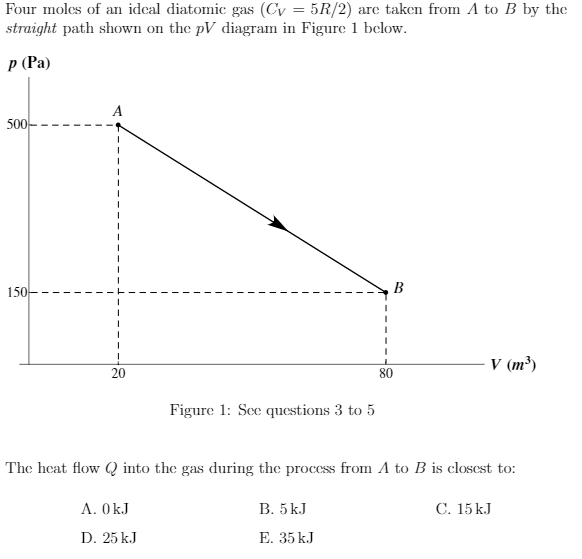 Four moles of an ideal diatomic gas (C_V = 5R/2) are taken from A to B by the
straight path shown on the pV diagram in Figure 1 below.
p (Pa)
A
500
150
B
V (m³)
20
80
Figure 1: See questions 3 to 5
The heat flow Q into the gas during the process from A to B is closest to:
A. 0 kJ
B. 5 kJ
C. 15 kJ
D. 25 kJ
E. 35 kJ